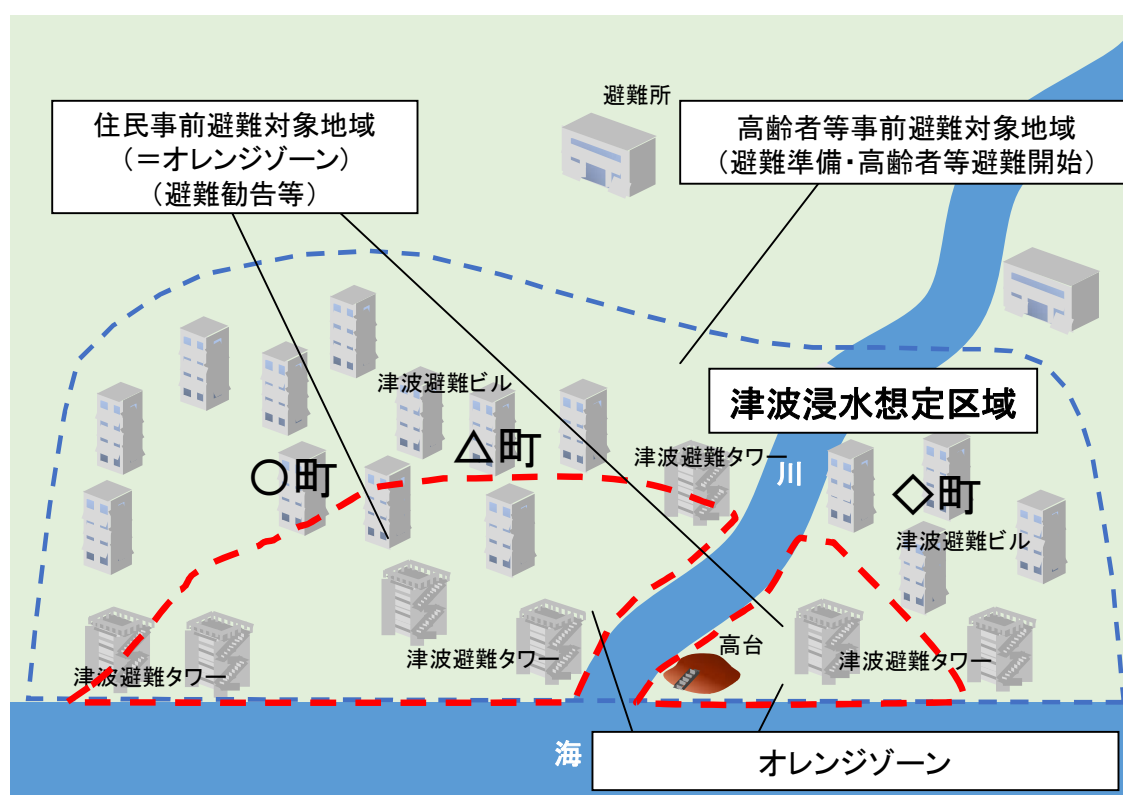 避難所
住民事前避難対象地域
（＝オレンジゾーン）
（避難勧告等）
高齢者等事前避難対象地域
（避難準備・高齢者等避難開始）
津波避難ビル
津波浸水想定区域
△町
○町
津波避難タワー
川
◇町
津波避難ビル
高台
津波避難タワー
津波避難タワー
津波避難タワー
海
オレンジゾーン